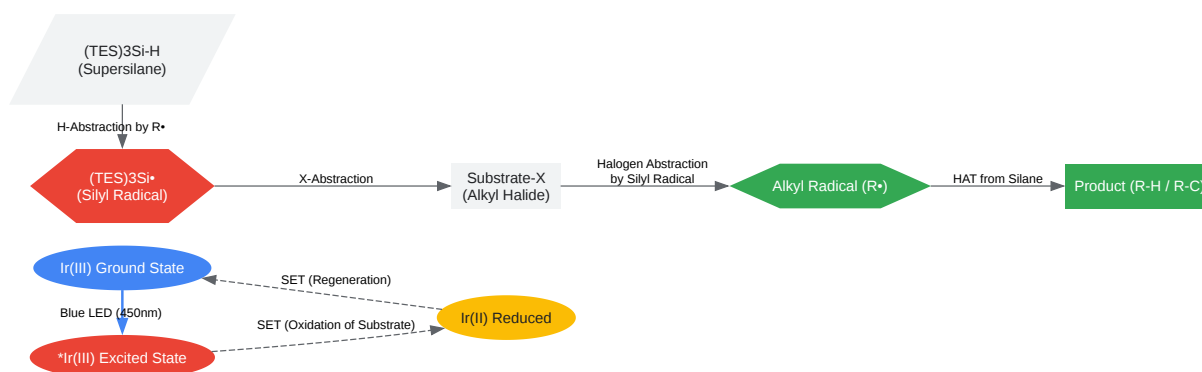 (TES)3Si-H
(Supersilane)
H-Abstraction by R•
(TES)3Si•
(Silyl Radical)
X-Abstraction
Substrate-X
(Alkyl Halide)
Halogen Abstraction
by Silyl Radical
Alkyl Radical (R•)
HAT from Silane
Product (R-H / R-C)
Ir(III) Ground State
SET (Regeneration)
Blue LED (450nm)
Ir(II) Reduced
SET (Oxidation of Substrate)
*Ir(III) Excited State